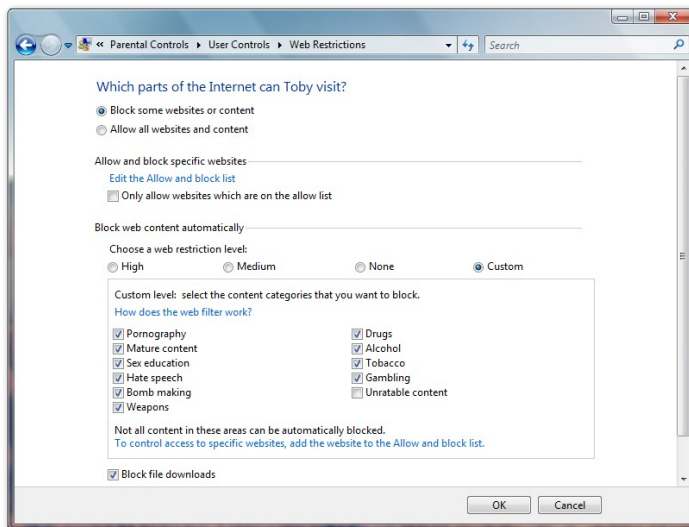 « Parental Controls ▸ User Controls ▸ Web Restrictions
Search
Which parts of the Internet can Toby visit?
Block some websites or content
Allow all websites and content
Allow and block specific websites
Edit the Allow and block list
Only allow websites which are on the allow list
Block web content automatically
Choose a web restriction level:
High Medium None Custom
Custom level: select the content categories that you want to block.
How does the web filter work?
Pornography Drugs
Mature content Alcohol
Sex education Tobacco
Hate speech Gambling
Bomb making Unratable content
Weapons
Not all content in these areas can be automatically blocked.
To control access to specific websites, add the website to the Allow and block list.
Block file downloads
OK Cancel